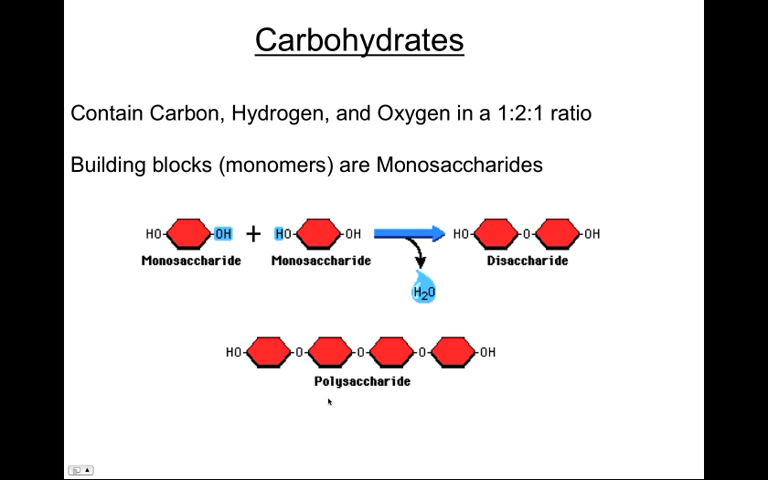 Carbohydrates
Contain Carbon, Hydrogen, and Oxygen in a 1:2:1 ratio
Building blocks (monomers) are Monosaccharides
HO OH + HO OH HO O OH
Monosaccharide Monosaccharide Disaccharide
H2O
HO O O O OH
Polysaccharide